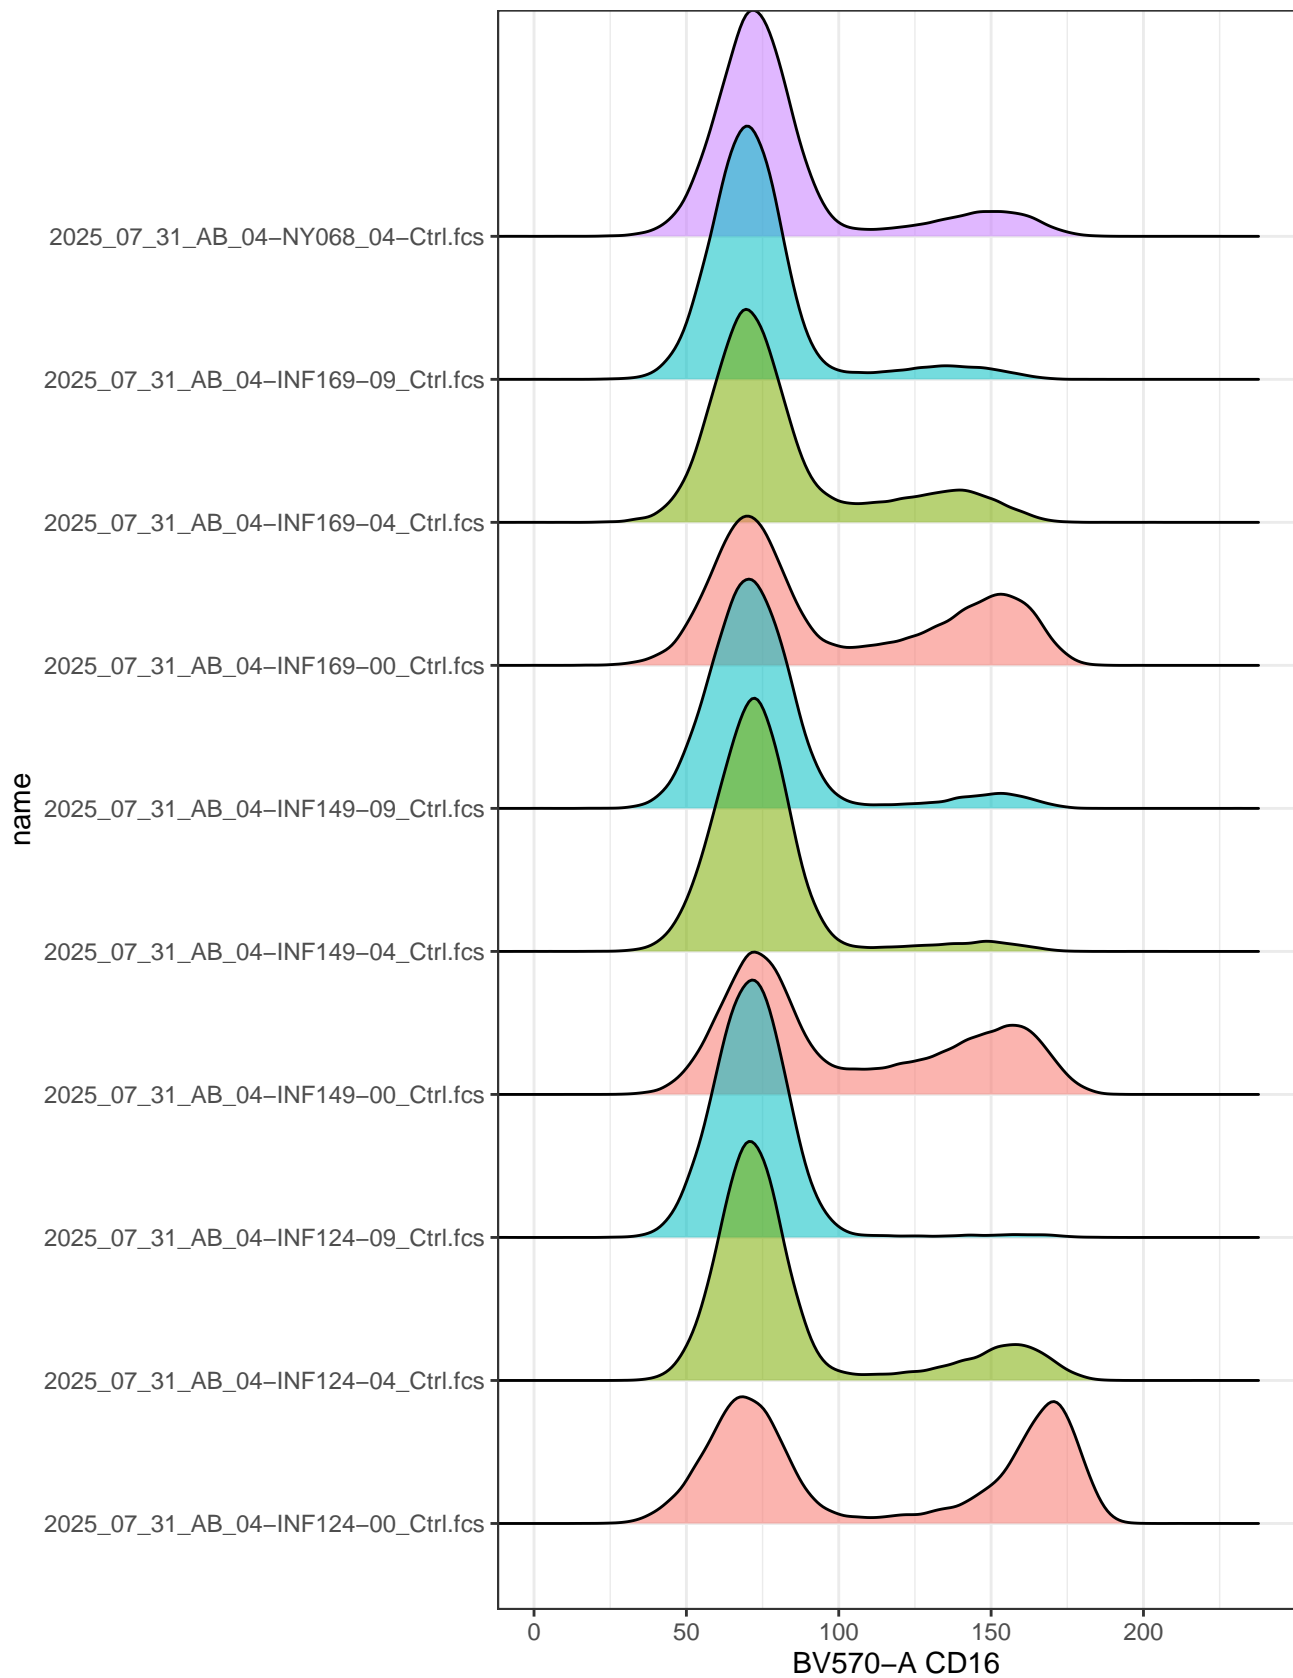 2025_07_31_AB_04−NY068_04−Ctrl.fcs
2025_07_31_AB_04−INF169−09_Ctrl.fcs
2025_07_31_AB_04−INF169−04_Ctrl.fcs
2025_07_31_AB_04−INF169−00_Ctrl.fcs
name
2025_07_31_AB_04−INF149−09_Ctrl.fcs
2025_07_31_AB_04−INF149−04_Ctrl.fcs
2025_07_31_AB_04−INF149−00_Ctrl.fcs
2025_07_31_AB_04−INF124−09_Ctrl.fcs
2025_07_31_AB_04−INF124−04_Ctrl.fcs
2025_07_31_AB_04−INF124−00_Ctrl.fcs
0 50 100 150 200
BV570−A CD16